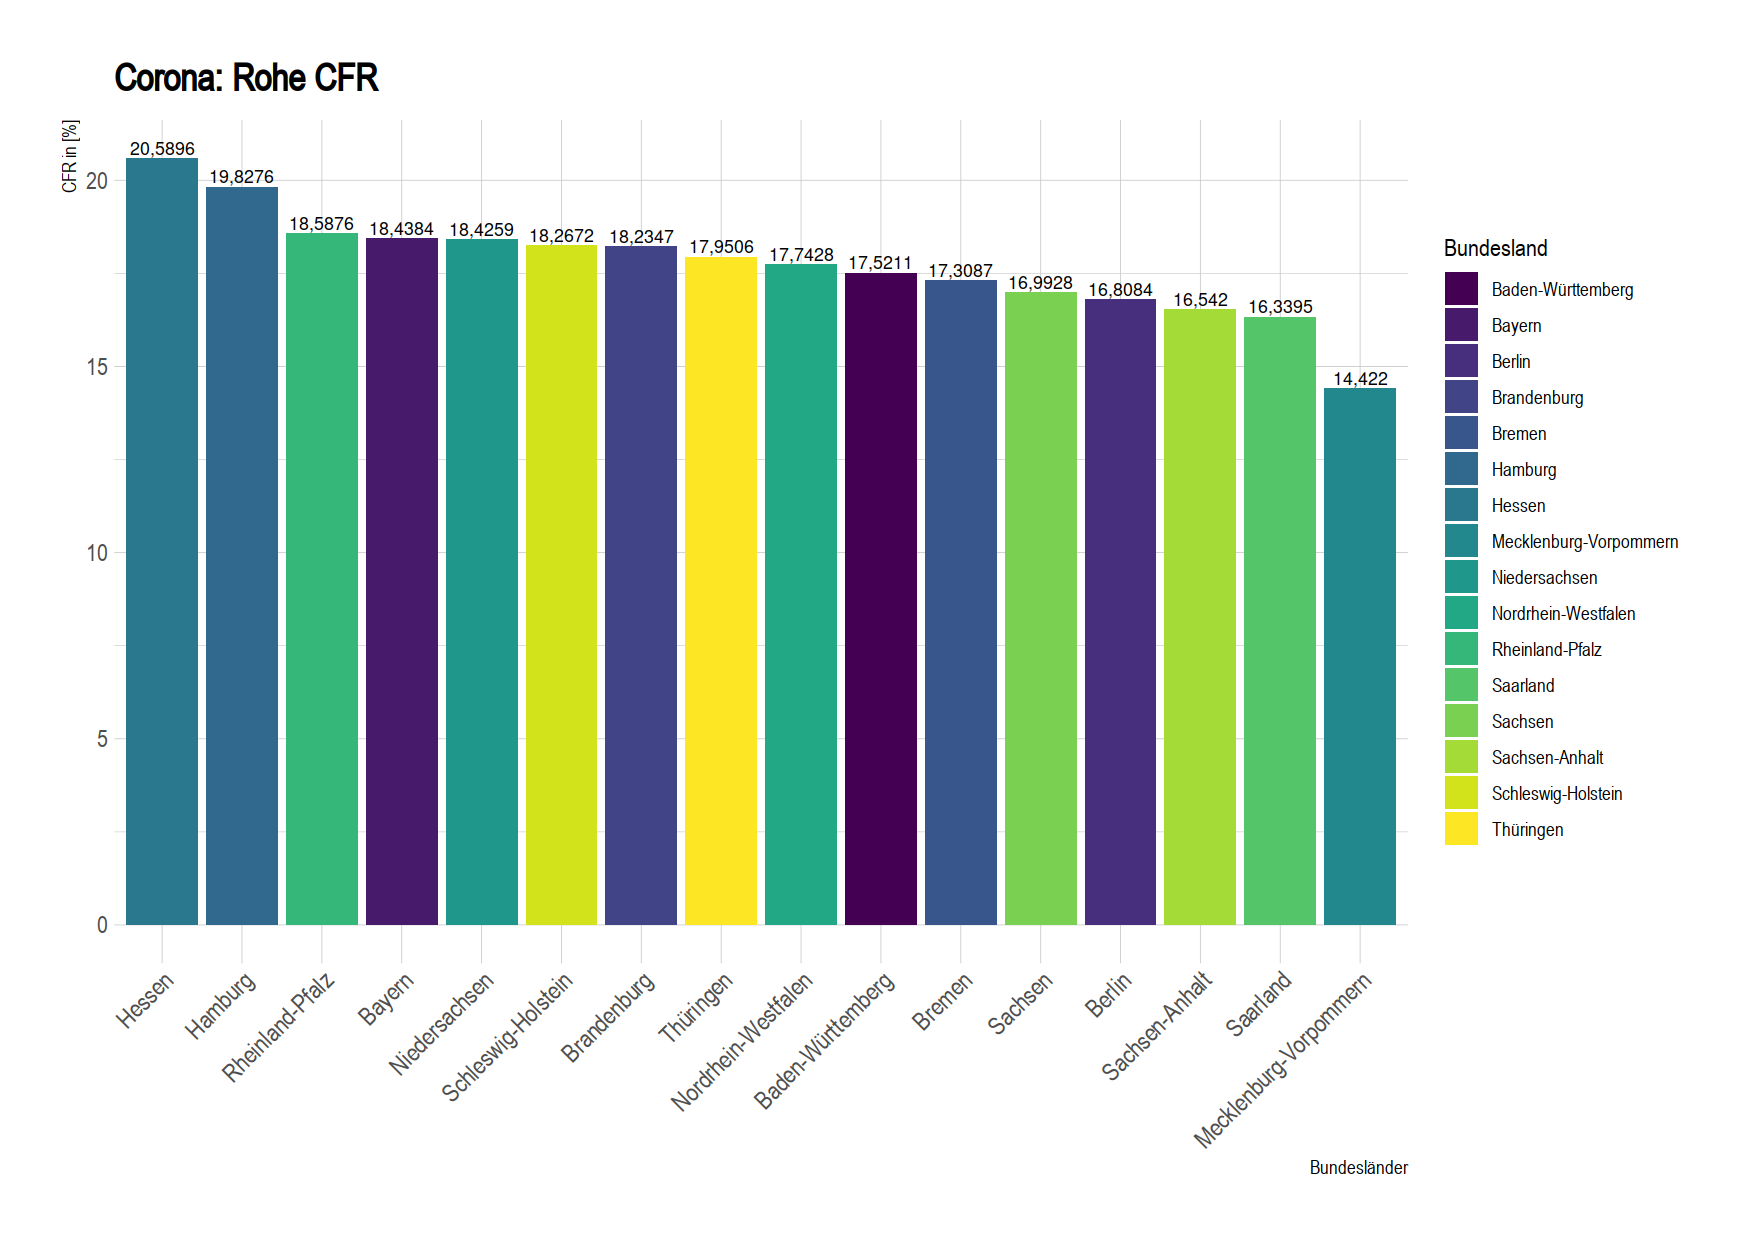 Corona: Rohe CFR
CFR in [%]
20
15
10
5
0
20,5896
19,8276
18,5876
18,4384
18,4259
18,2672
18,2347
17,9506
17,7428
17,5211
17,3087
16,9928
16,8084
16,542
16,3395
14,422
Hessen
Hamburg
Rheinland-Pfalz
Bayern
Niedersachsen
Schleswig-Holstein
Brandenburg
Thüringen
Nordrhein-Westfalen
Baden-Württemberg
Bremen
Sachsen
Berlin
Sachsen-Anhalt
Saarland
Mecklenburg-Vorpommern
Bundesländer
Bundesland
Baden-Württemberg
Bayern
Berlin
Brandenburg
Bremen
Hamburg
Hessen
Mecklenburg-Vorpommern
Niedersachsen
Nordrhein-Westfalen
Rheinland-Pfalz
Saarland
Sachsen
Sachsen-Anhalt
Schleswig-Holstein
Thüringen